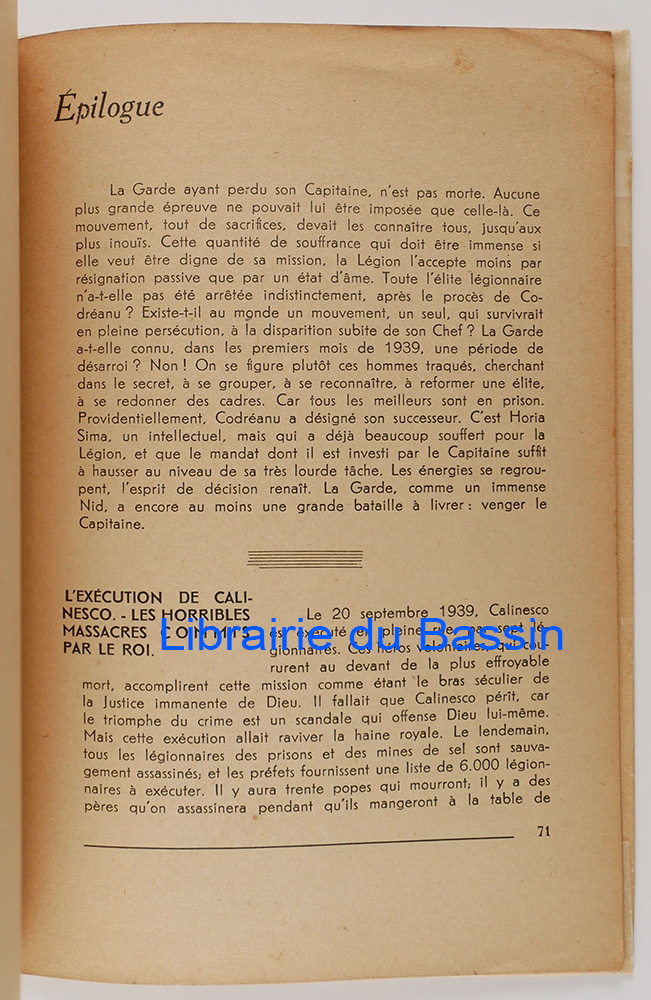 Épilogue
La Garde ayant perdu son Capitaine, n'est pas morte. Aucune
plus grande épreuve ne pouvait lui être imposée que celle-là. Ce
mouvement, tout de sacrifices, devait les connaître tous, jusqu'aux
plus inouïs. Cette quantité de souffrance qui doit être immense si
elle veut être digne de sa mission, la Légion l'accepte moins par
résignation passive que par un état d'âme. Toute l'élite légionnaire
n'a-t-elle pas été arrêtée indistinctement, après le procès de Co-
dréanu ? Existe-t-il au monde un mouvement, un seul, qui survivrait
en pleine persécution, à la disparition subite de son Chef ? La Garde
a-t-elle connu, dans les premiers mois de 1939, une période de
désarroi ? Non ! On se figure plutôt ces hommes traqués, cherchant
dans le secret, à se grouper, à se reconnaître, à reformer une élite,
à se redonner des cadres. Car tous les meilleurs sont en prison.
Providentiellement, Codréanu a désigné son successeur. C'est Horia
Sima, un intellectuel, mais qui a déjà beaucoup souffert pour la
Légion, et que le mandat dont il est investi par le Capitaine suffit
à hausser au niveau de sa très lourde tâche. Les énergies se regrou-
pent, l'esprit de décision renaît. La Garde, comme un immense
Nid, a encore au moins une grande bataille à livrer : venger le
Capitaine.
L'EXÉCUTION DE CALI-
NESCO. - LES HORRIBLES
MASSACRES COMMIS
PAR LE ROI.
Le 20 septembre 1939, Calinesco
est exécuté en pleine rue, par sept lé-
gionnaires. Ces héros volontaires, qui cou-
rurent au devant de la plus effroyable
mort, accomplirent cette mission comme étant le bras séculier de
la Justice immanente de Dieu. Il fallait que Calinesco périt, car
le triomphe du crime est un scandale qui offense Dieu lui-même.
Mais cette exécution allait raviver la haine royale. Le lendemain,
tous les légionnaires des prisons et des mines de sel sont sauva-
gement assassinés; et les préfets fournissent une liste de 6.000 légion-
naires à exécuter. Il y aura trente popes qui mourront; il y a des
pères qu'on assassinera pendant qu'ils mangeront à la table de
71
Librairie du Bassin